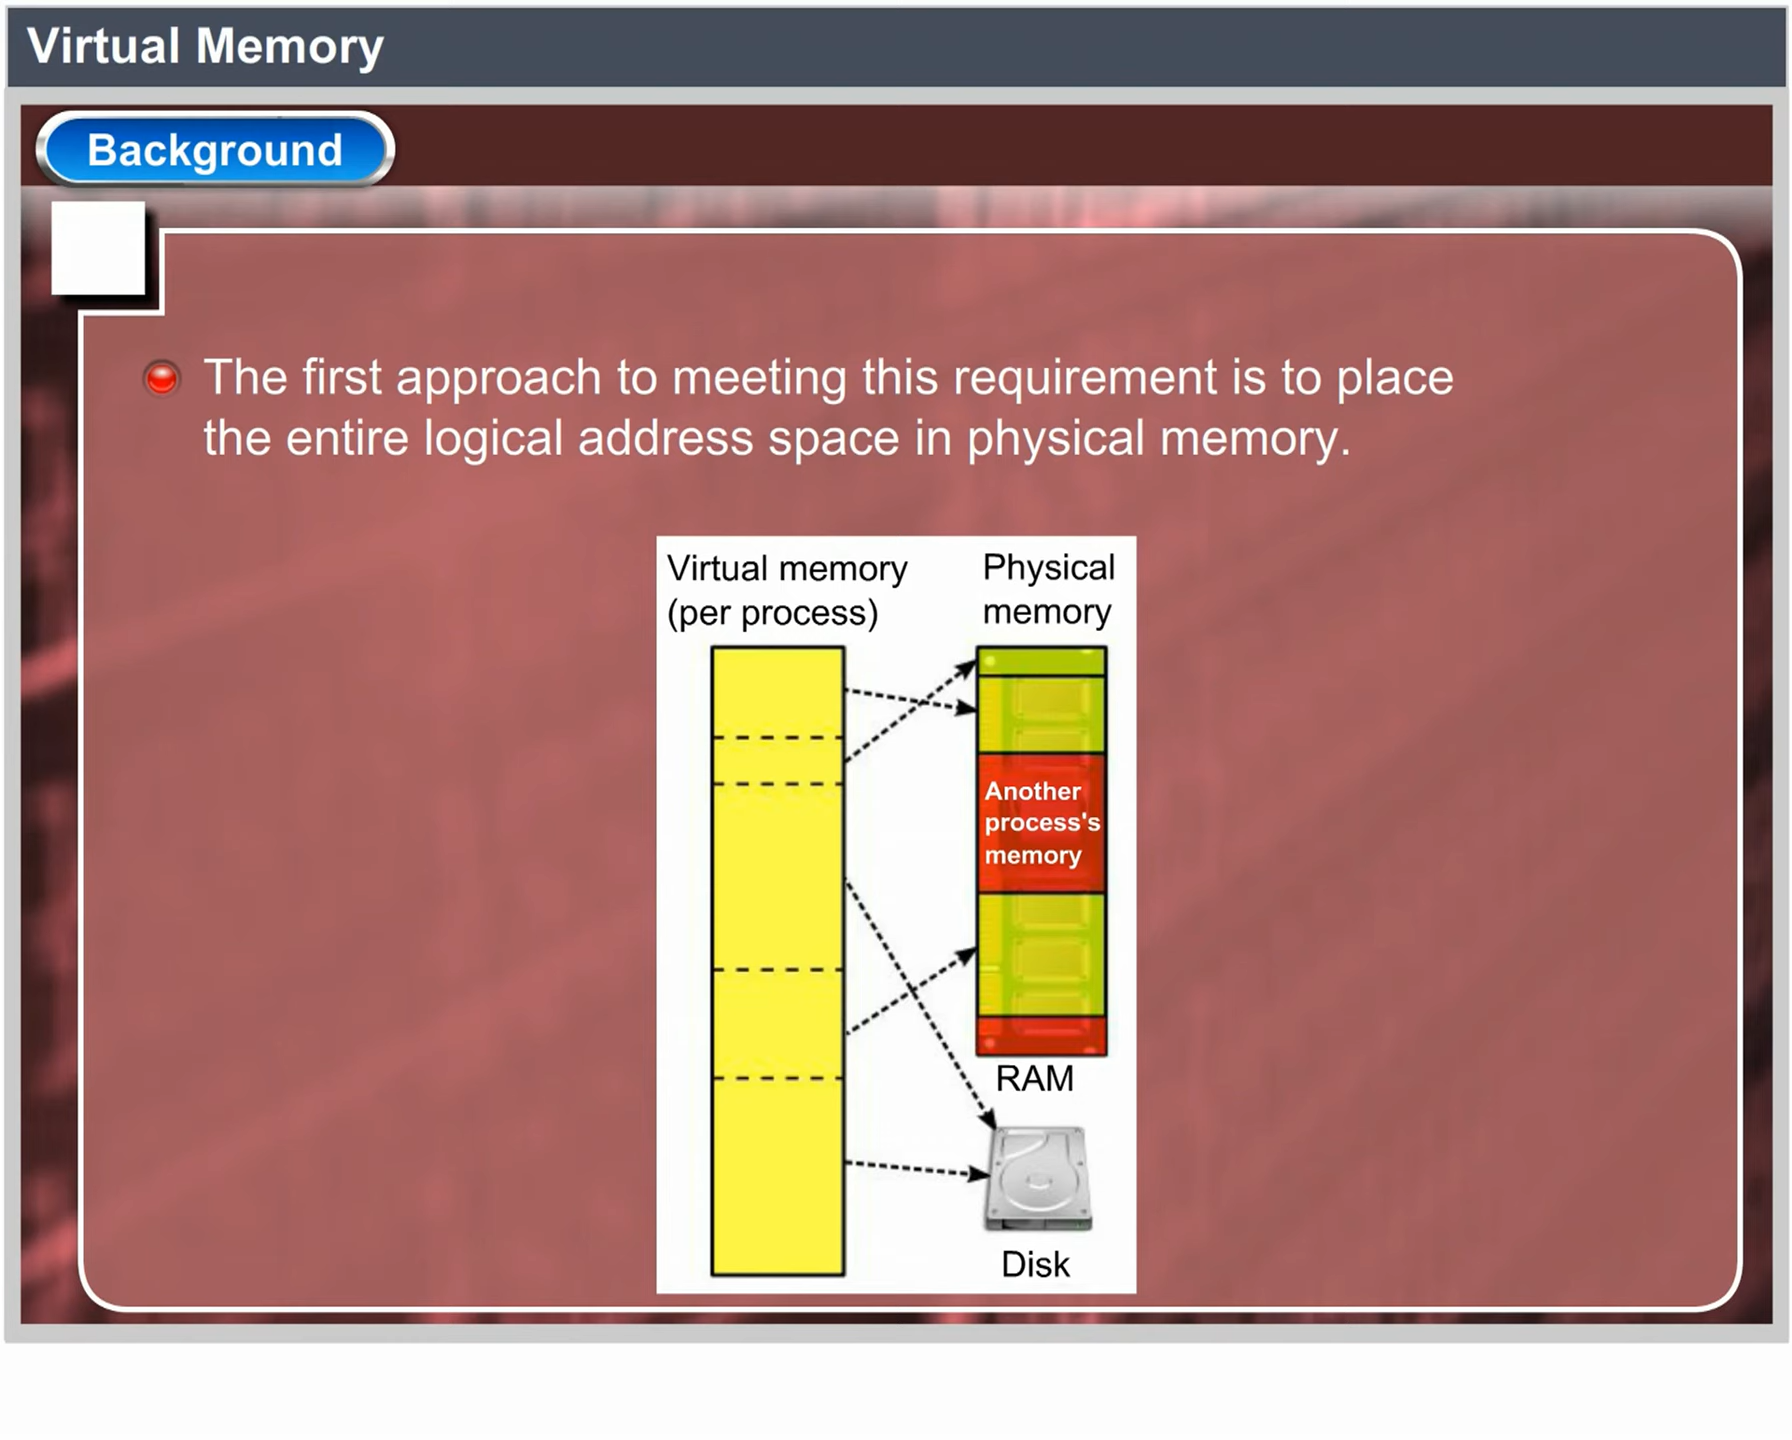 Virtual Memory
Background
The first approach to meeting this requirement is to place
the entire logical address space in physical memory.
Virtual memory
(per process)
Physical
memory
Another
process's
memory
RAM
Disk